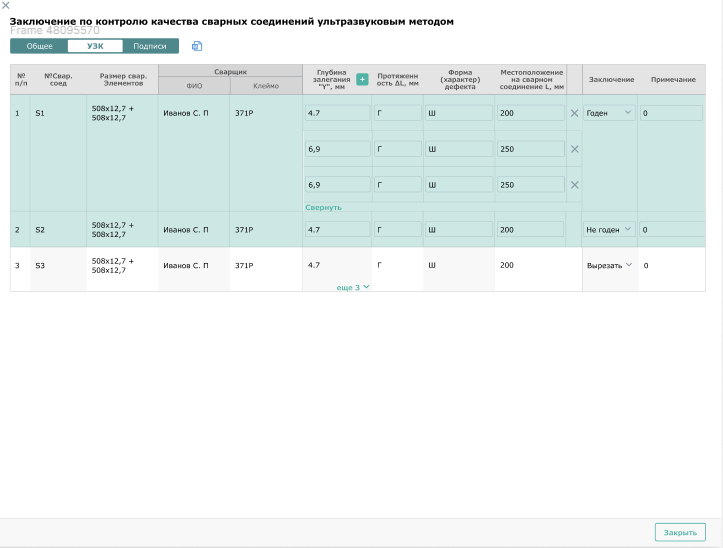 Заключение по контролю качества сварных соединений ультразвуковым методом
Frame 48095570
Общее УЗК Подписи
№ п/п
№Свар. соед
Размер свар. Элементов
Сварщик
ФИО Клеймо
Глубина залегания "Y", мм
+
Протяженн ость ΔL, мм
Форма (характер) дефекта
Местоположение на сварном соединение L, мм
Заключение
Примечание
1 S1 508x12,7 + 508x12,7 Иванов С. П 371Р 4.7 Г Ш 200 Годен 0
6,9 Г Ш 250
6,9 Г Ш 250
Свернуть
2 S2 508x12,7 + 508x12,7 Иванов С. П 371Р 4.7 Г Ш 200 Не годен 0
3 S3 508x12,7 + 508x12,7 Иванов С. П 371Р 4.7 Г Ш 200 Вырезать 0
еще 3
Закрыть